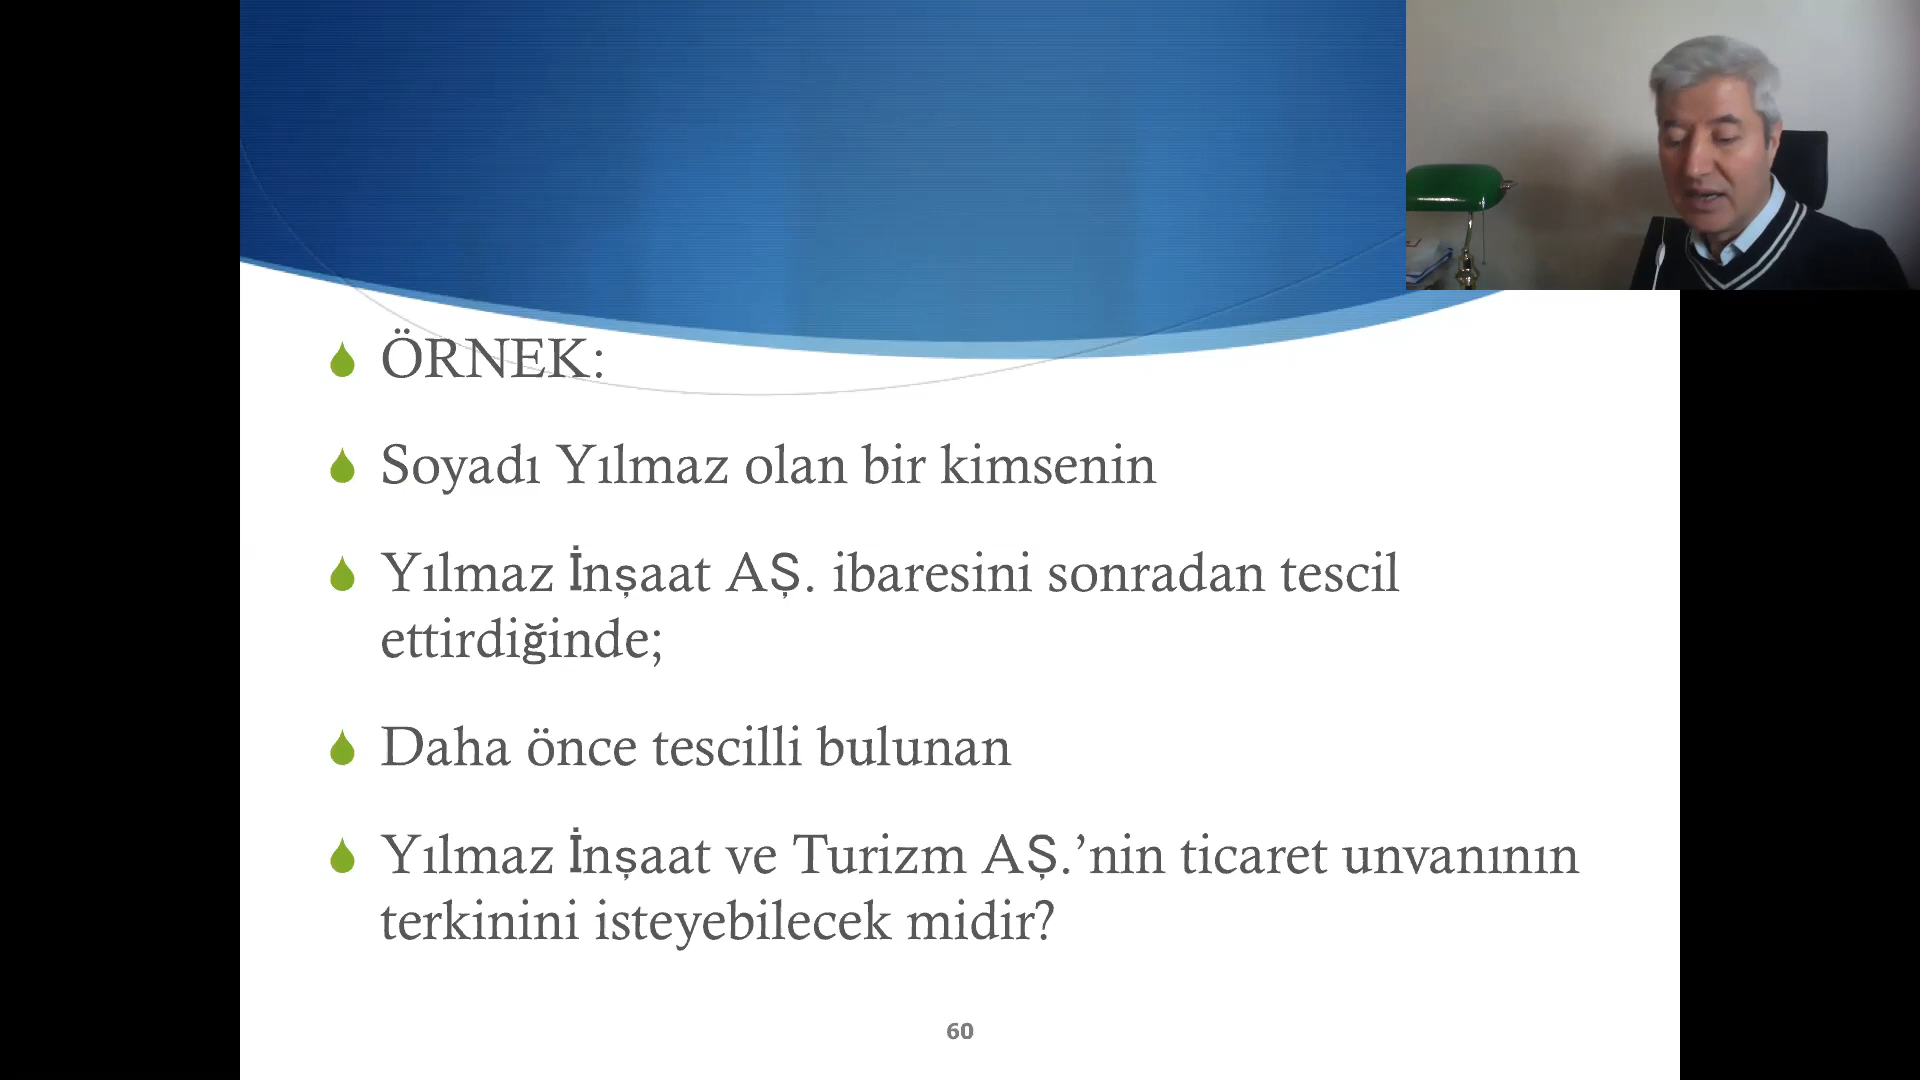 ÖRNEK:
Soyadı Yılmaz olan bir kimsenin
Yılmaz İnşaat AŞ. ibaresini sonradan tescil
ettirdiğinde;
Daha önce tescilli bulunan
Yılmaz İnşaat ve Turizm AŞ.’nin ticaret unvanının
terkinini isteyebilecek midir?
60